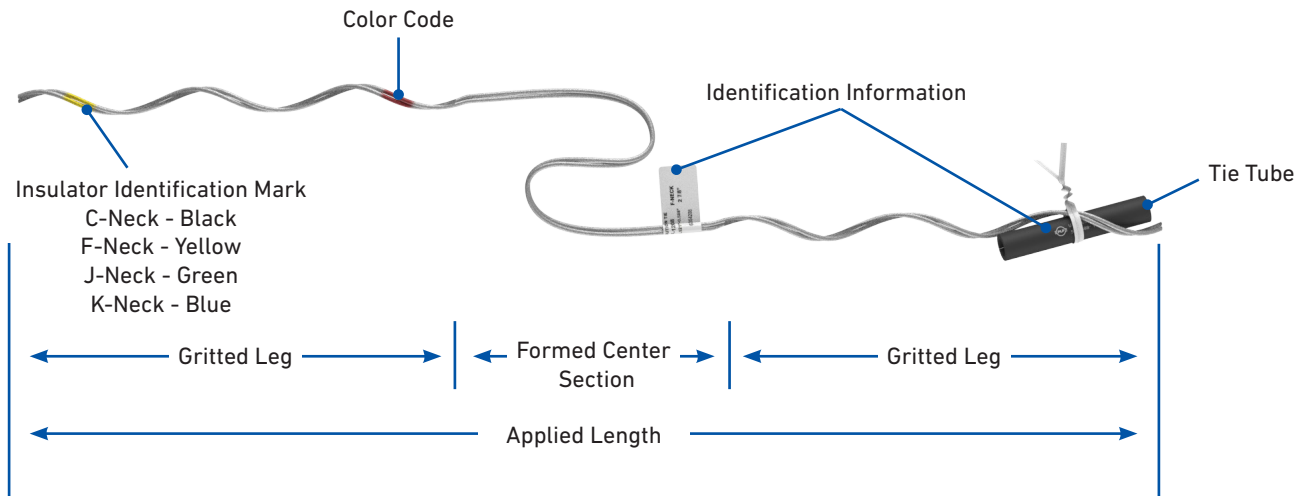 Color Code
Identification Information
Tie Tube
Insulator Identification Mark
C-Neck - Black
F-Neck - Yellow
J-Neck - Green
K-Neck - Blue
F-NECK
Gritted Leg
Formed Center
Section
Gritted Leg
Applied Length